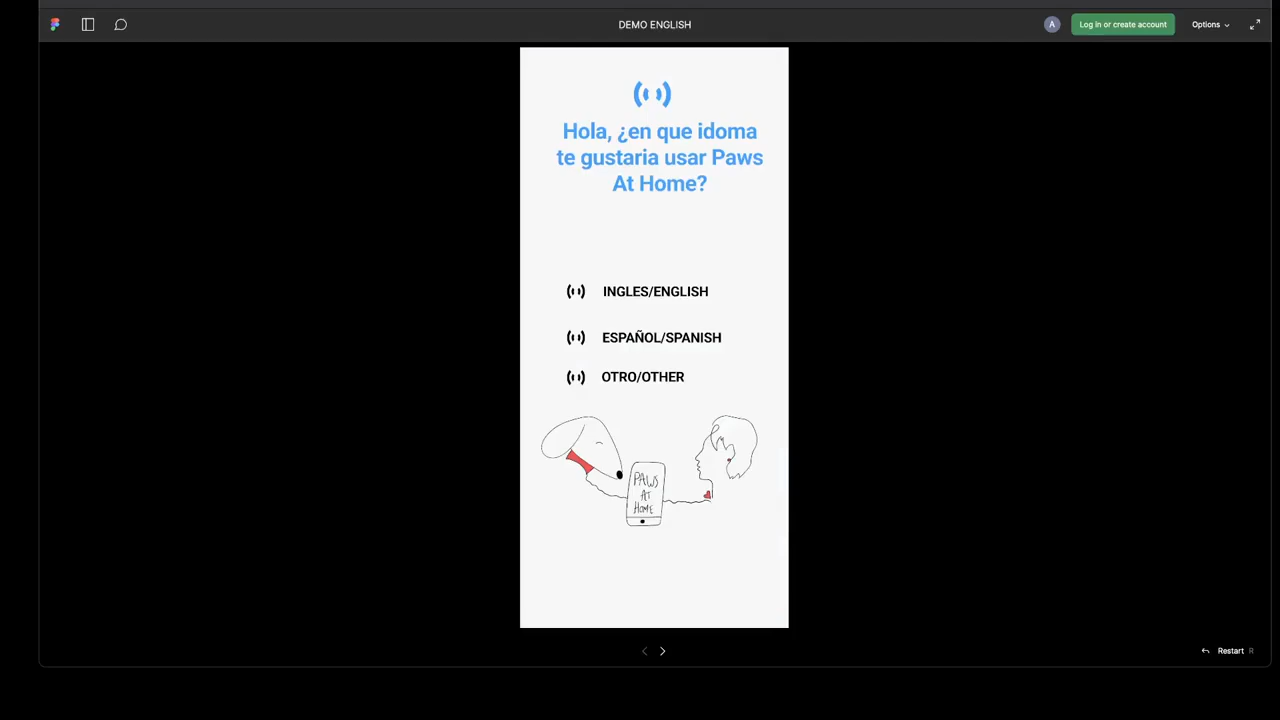 DEMO ENGLISH
A
Log in or create account
Options
Hola, ¿en que idoma
te gustaria usar Paws
At Home?
INGLES/ENGLISH
ESPAÑOL/SPANISH
OTRO/OTHER
PAWS
AT
HOME
Restart R